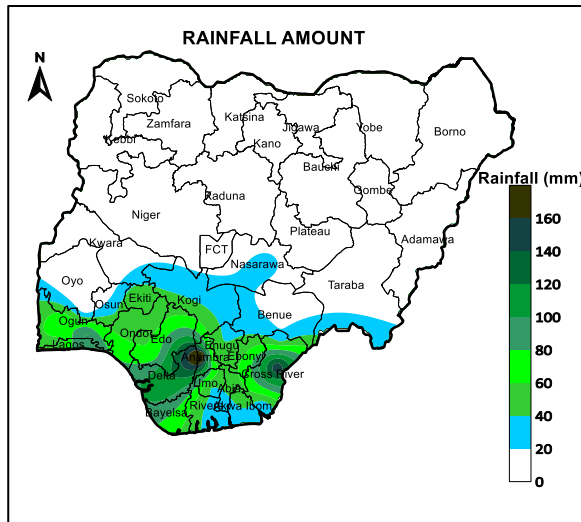 RAINFALL AMOUNT
N
Sokoto
Zamfara
Katsina
Kano
Jigawa
Yobe
Borno
Kebbi
Bauchi
Gombe
Kaduna
Niger
Plateau
Adamawa
Kwara
FCT
Nasarawa
Taraba
Oyo
Osun
Ekiti
Kogi
Benue
Ogun
Ondo
Edo
Lagos
Enugu
Anambra
Ebonyi
Delta
Imo
Abia
Cross River
Bayelsa
Rivers
Akwa Ibom
Rainfall (mm)
160
140
120
100
80
60
40
20
0